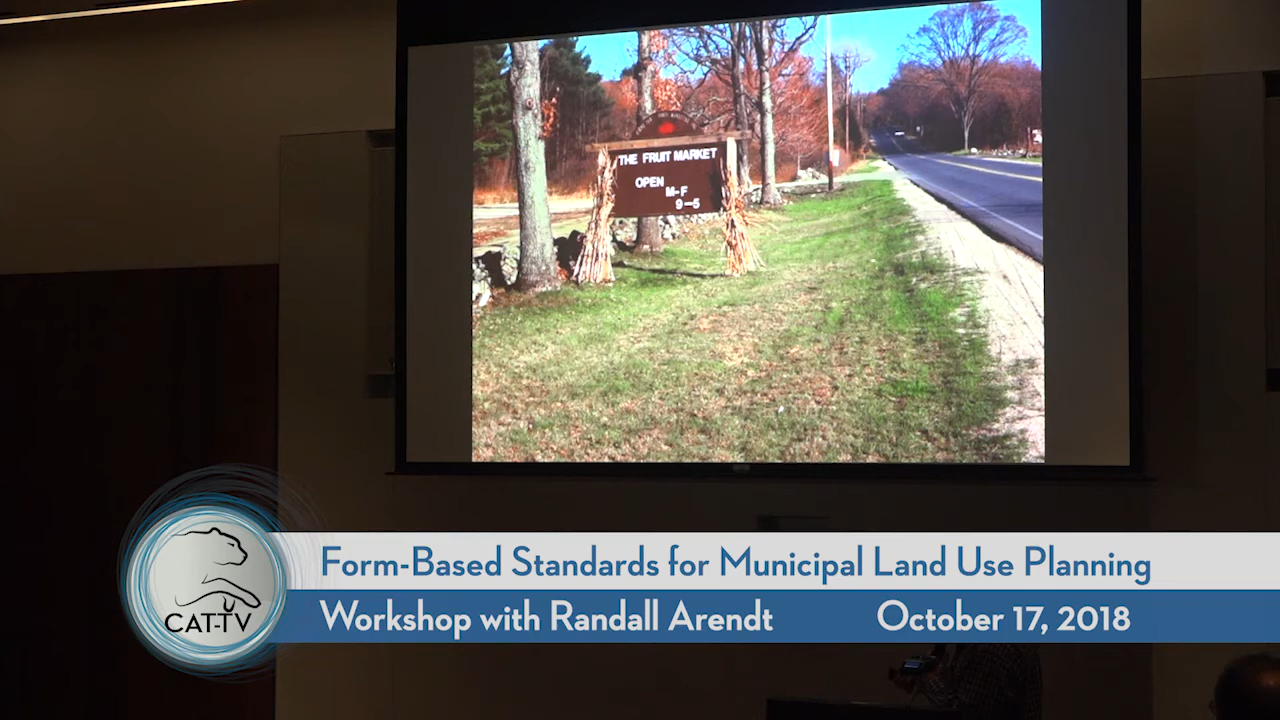 THE FRUIT MARKET
OPEN
M-F
9-5
Form-Based Standards for Municipal Land Use Planning
Workshop with Randall Arendt October 17, 2018
CAT-TV